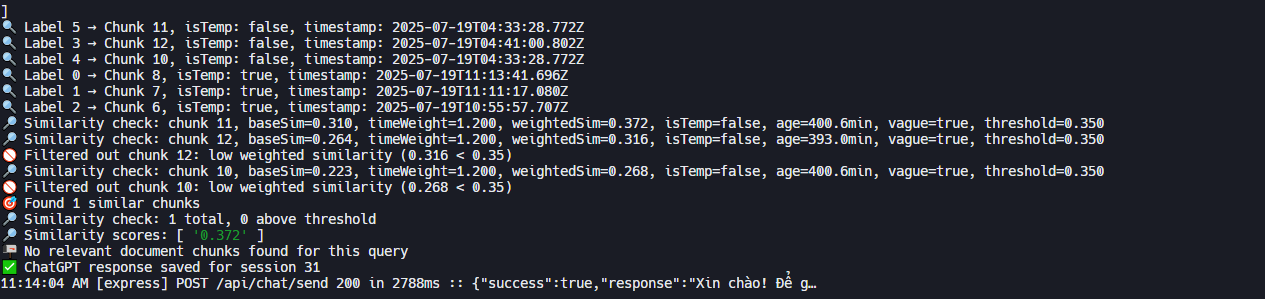 ]
🔍 Label 5 → Chunk 11, isTemp: false, timestamp: 2025-07-19T04:33:28.772Z
🔍 Label 3 → Chunk 12, isTemp: false, timestamp: 2025-07-19T04:41:00.802Z
🔍 Label 4 → Chunk 10, isTemp: false, timestamp: 2025-07-19T04:33:28.772Z
🔍 Label 0 → Chunk 8, isTemp: true, timestamp: 2025-07-19T11:13:41.696Z
🔍 Label 1 → Chunk 7, isTemp: true, timestamp: 2025-07-19T11:11:17.080Z
🔍 Label 2 → Chunk 6, isTemp: true, timestamp: 2025-07-19T10:55:57.707Z
🔎 Similarity check: chunk 11, baseSim=0.310, timeWeight=1.200, weightedSim=0.372, isTemp=false, age=400.6min, vague=true, threshold=0.350
🔎 Similarity check: chunk 12, baseSim=0.264, timeWeight=1.200, weightedSim=0.316, isTemp=false, age=393.0min, vague=true, threshold=0.350
🚫 Filtered out chunk 12: low weighted similarity (0.316 < 0.35)
🔎 Similarity check: chunk 10, baseSim=0.223, timeWeight=1.200, weightedSim=0.268, isTemp=false, age=400.6min, vague=true, threshold=0.350
🚫 Filtered out chunk 10: low weighted similarity (0.268 < 0.35)
🎯 Found 1 similar chunks
🔎 Similarity check: 1 total, 0 above threshold
🔎 Similarity scores: [ '0.372' ]
📭 No relevant document chunks found for this query
✅ ChatGPT response saved for session 31
11:14:04 AM [express] POST /api/chat/send 200 in 2788ms :: {"success":true,"response":"Xin chào! Để g…